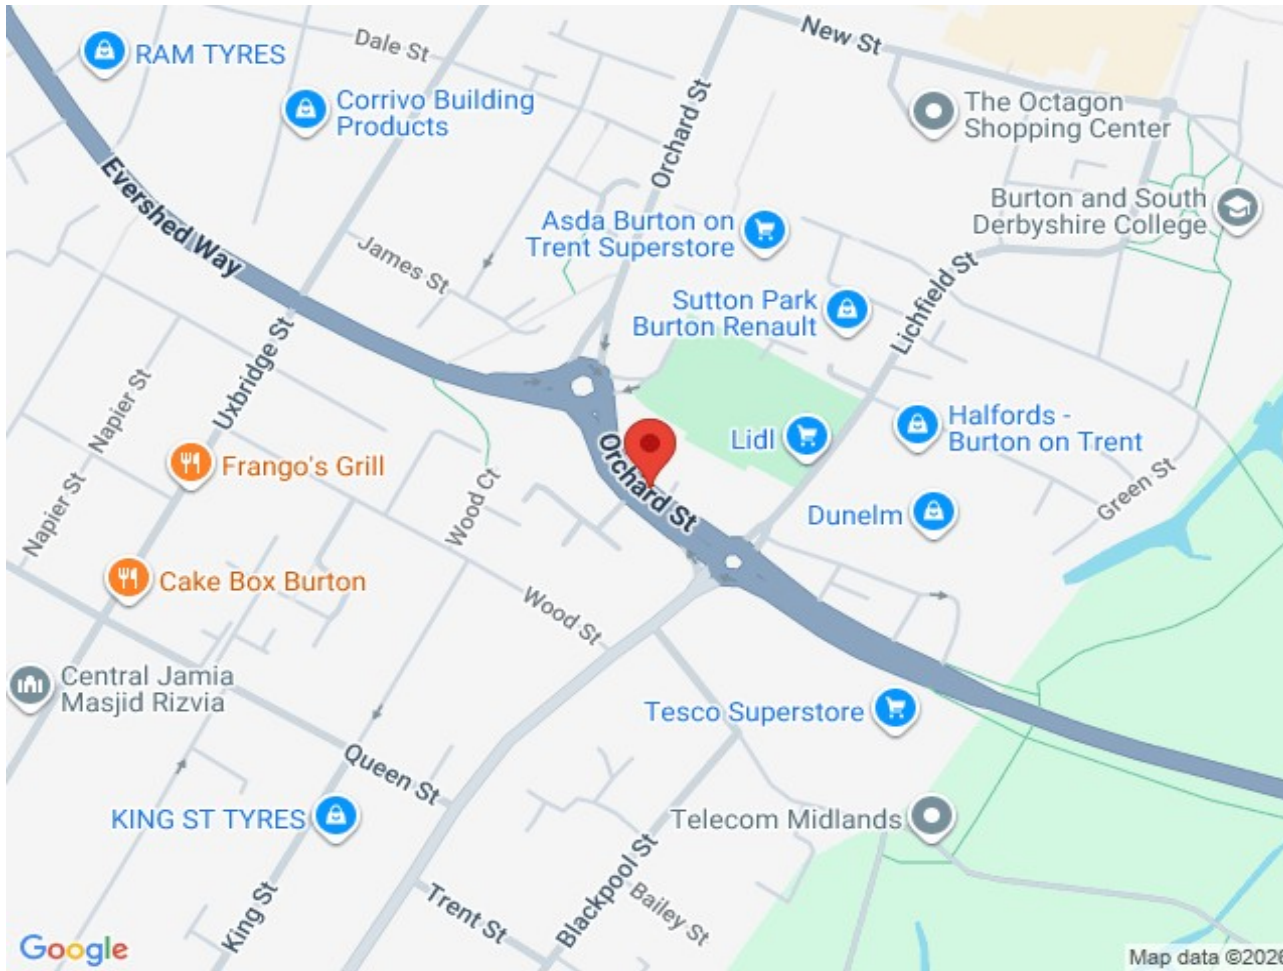 New St
Dale St
RAM TYRES
Corrivo Building
Products
The Octagon
Shopping Center
Orchard St
Evershed Way
Burton and South
Derbyshire College
Asda Burton on
Trent Superstore
James St
Lichfield St
Sutton Park
Burton Renault
Uxbridge St
Napier St
Halfords -
Burton on Trent
Lidl
Orchard St
Frango's Grill
Wood Ct
Green St
Napier St
Dunelm
Cake Box Burton
Wood St
Central Jamia
Masjid Rizvia
Tesco Superstore
Queen St
KING ST TYRES
Telecom Midlands
Blackpool St
Bailey St
King St
Trent St
Google
Map data ©202